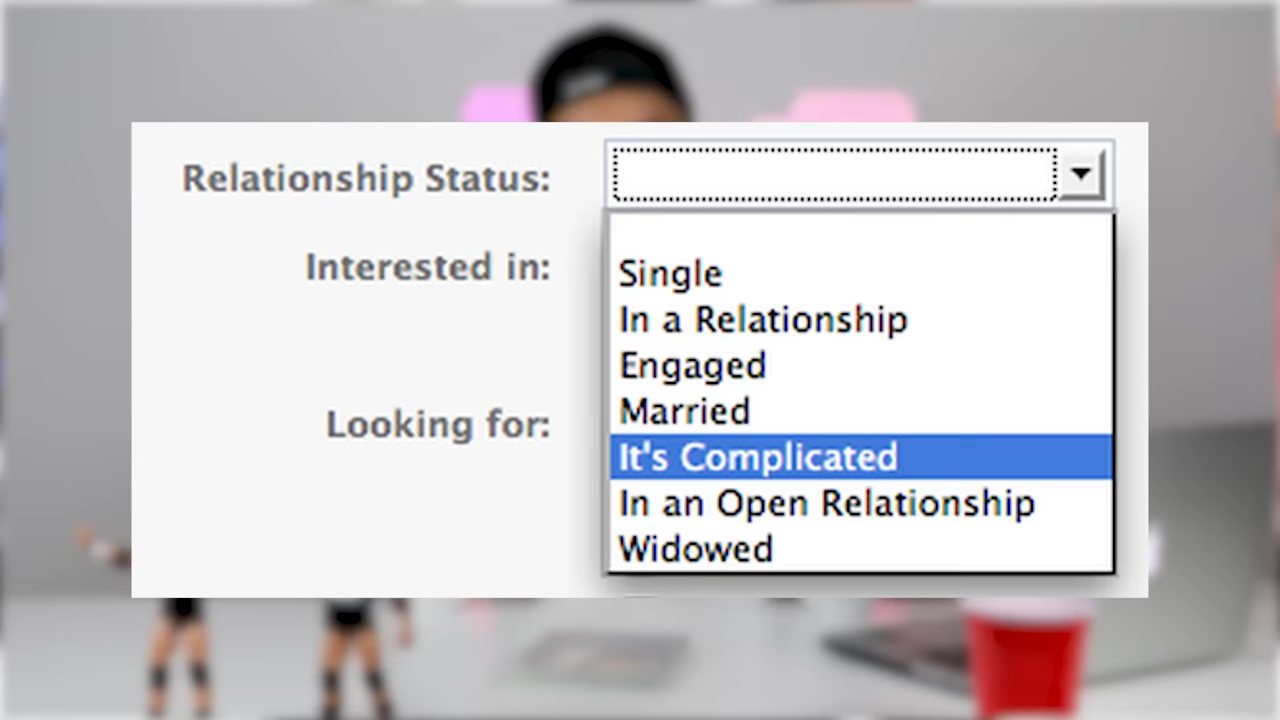 Relationship Status:
Interested in:
Looking for:
Single
In a Relationship
Engaged
Married
It's Complicated
In an Open Relationship
Widowed